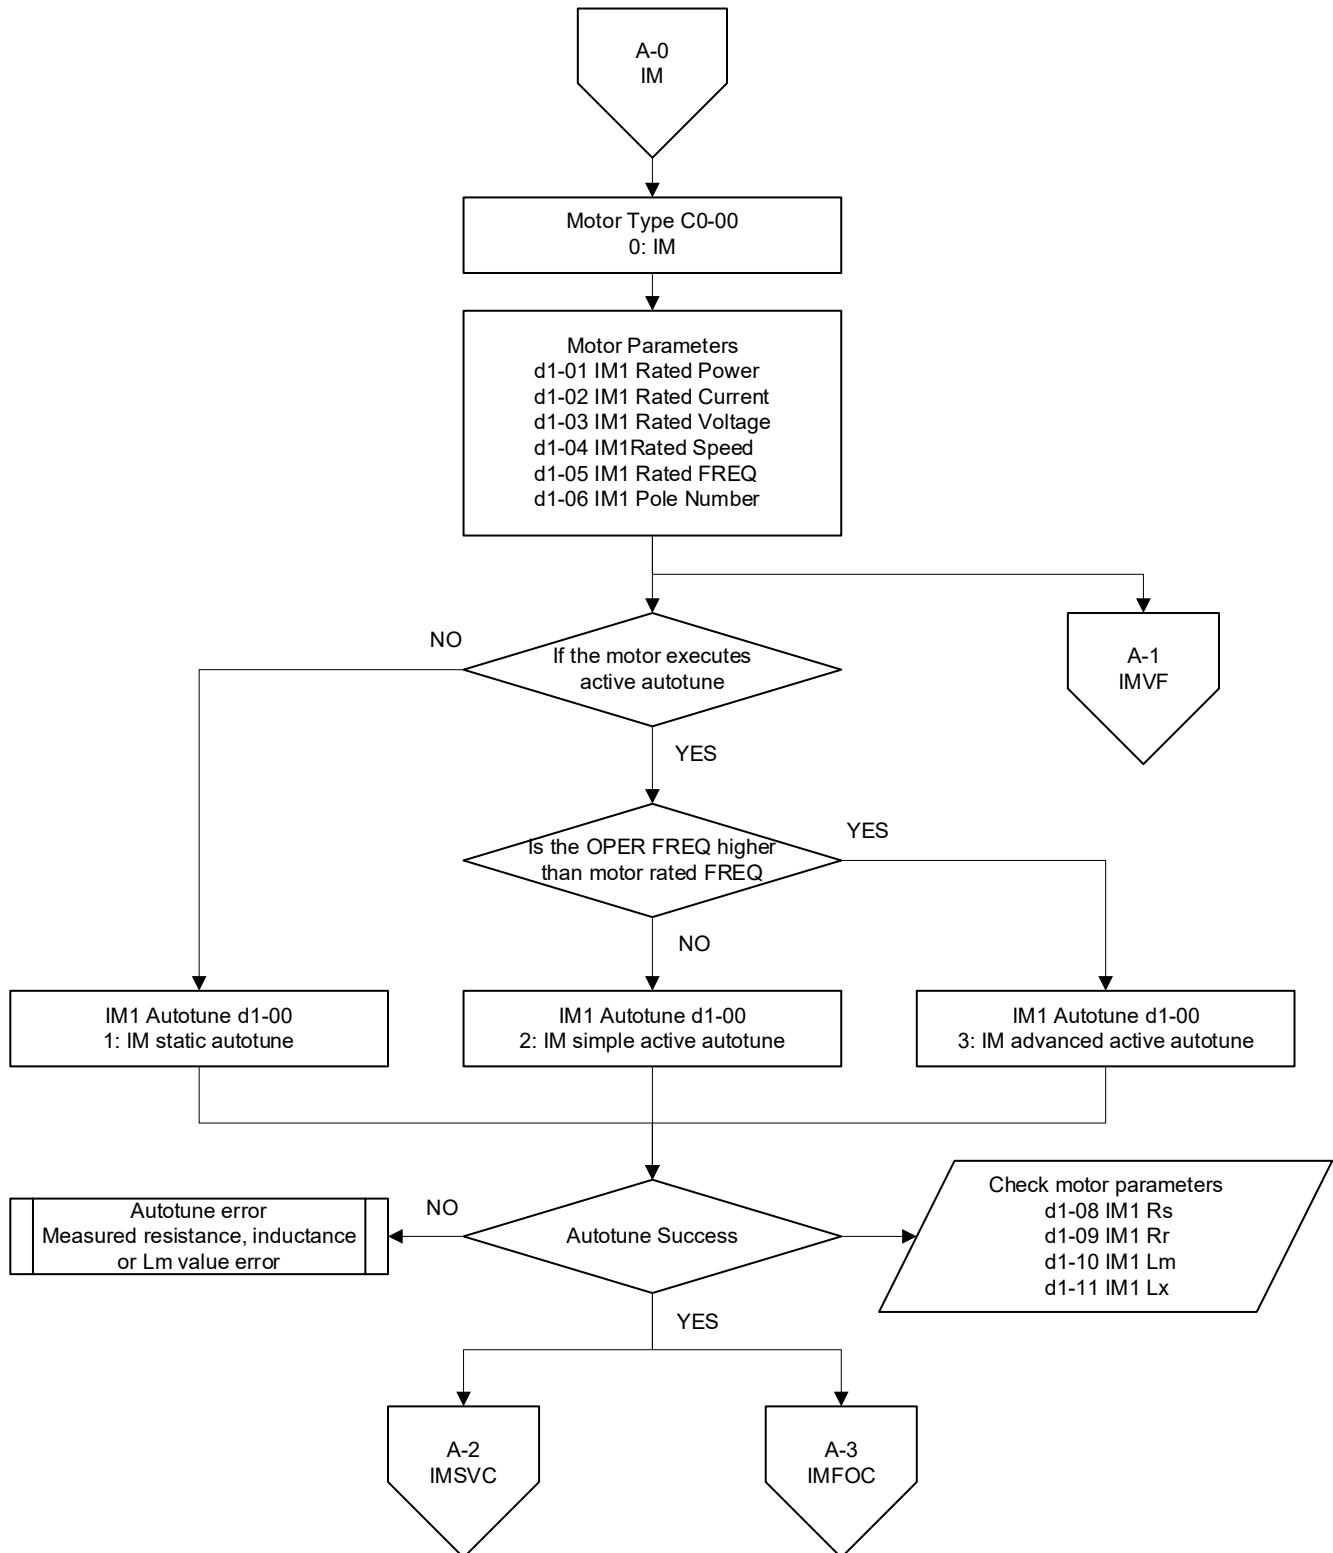 A-0
IM
Motor Type C0-00
0: IM
Motor Parameters
d1-01 IM1 Rated Power
d1-02 IM1 Rated Current
d1-03 IM1 Rated Voltage
d1-04 IM1Rated Speed
d1-05 IM1 Rated FREQ
d1-06 IM1 Pole Number
NO
If the motor executes
active autotune
A-1
IMVF
YES
Is the OPER FREQ higher
than motor rated FREQ
YES
NO
IM1 Autotune d1-00
1: IM static autotune
IM1 Autotune d1-00
2: IM simple active autotune
IM1 Autotune d1-00
3: IM advanced active autotune
Autotune error
Measured resistance, inductance
or Lm value error
NO
Autotune Success
Check motor parameters
d1-08 IM1 Rs
d1-09 IM1 Rr
d1-10 IM1 Lm
d1-11 IM1 Lx
YES
A-2
IMSVC
A-3
IMFOC